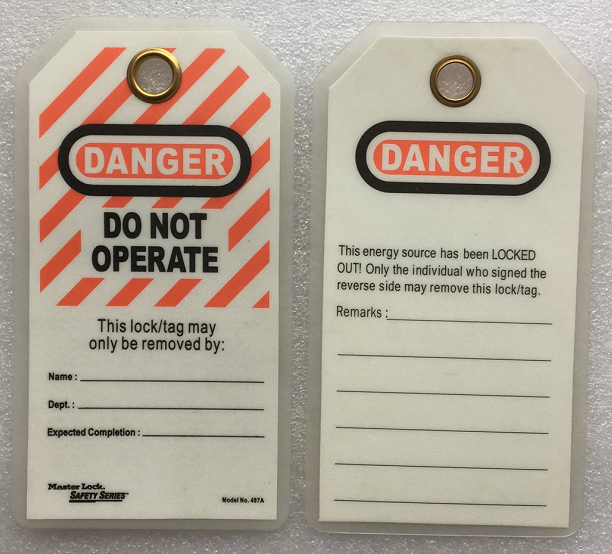 DANGER
DO NOT
OPERATE
This lock/tag may
only be removed by:
Name :
Dept. :
Expected Completion :
Master Lock.
SAFETY SERIES™
Model No. 497A
DANGER
This energy source has been LOCKED
OUT! Only the individual who signed the
reverse side may remove this lock/tag.
Remarks :